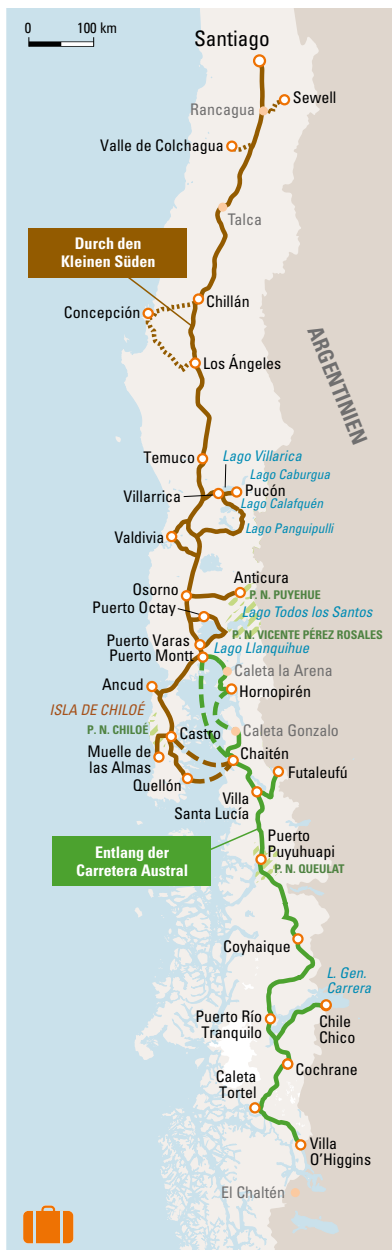 0 100 km
Santiago
Sewell
Rancagua
Valle de Colchagua
Talca
Durch den
Kleinen Süden
Chillán
Concepción
Los Ángeles
ARGENTINIEN
Temuco
Lago Villarica
Lago Caburgua
Villarrica
Pucón
Lago Calafquén
Lago Panguipulli
Valdivia
Anticura
Osorno
P. N. PUYEHUE
Puerto Octay
Lago Todos los Santos
P. N. VICENTE PÉREZ ROSALES
Puerto Varas
Lago Llanquihue
Puerto Montt
Caleta la Arena
Ancud
Hornopirén
ISLA DE CHILOÉ
P. N. CHILOÉ
Castro
Caleta Gonzalo
Muelle de
las Almas
Chaitén
Futaleufú
Quellón
Villa
Santa Lucía
Puerto
Puyuhuapi
Entlang der
Carretera Austral
P. N. QUEULAT
Coyhaique
L. Gen.
Carrera
Puerto Río
Tranquilo
Chile
Chico
Cochrane
Caleta
Tortel
Villa
O'Higgins
El Chaltén